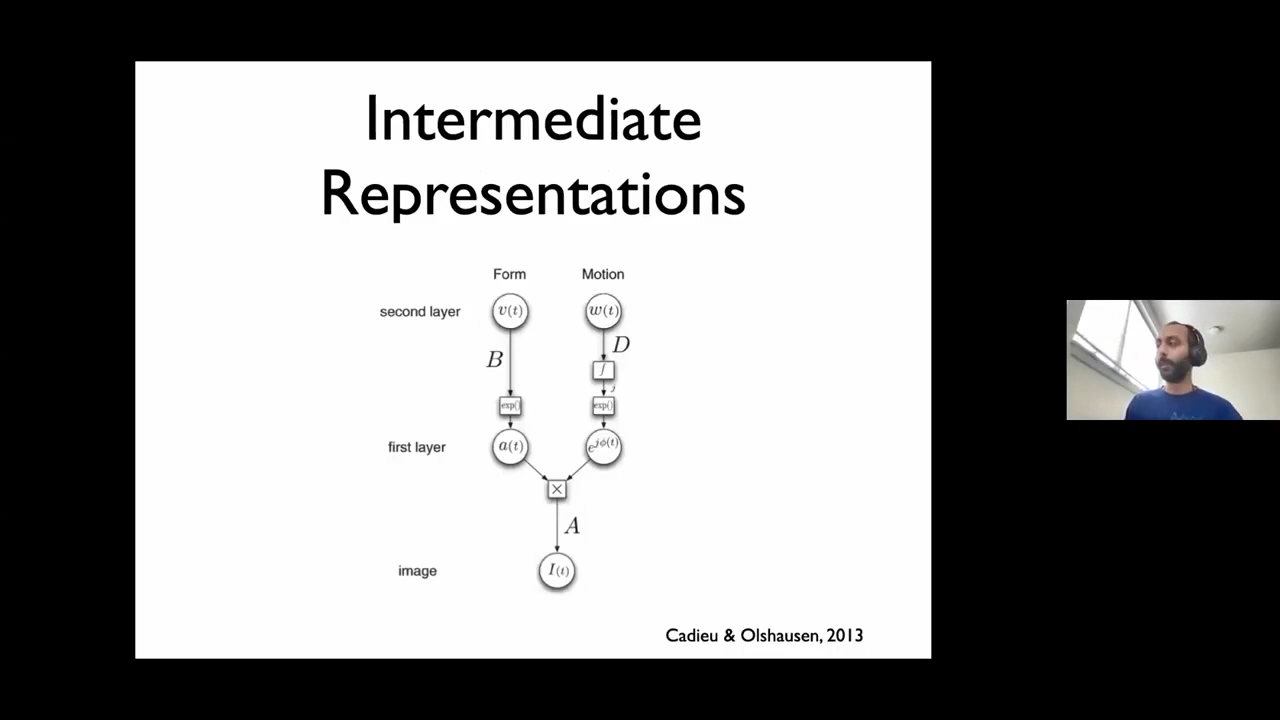 Intermediate
Representations
Form Motion
second layer v(t) w(t)
B D
∫
exp() exp()
first layer a(t) e^{jφ(t)}
×
A
image I(t)
Cadieu & Olshausen, 2013